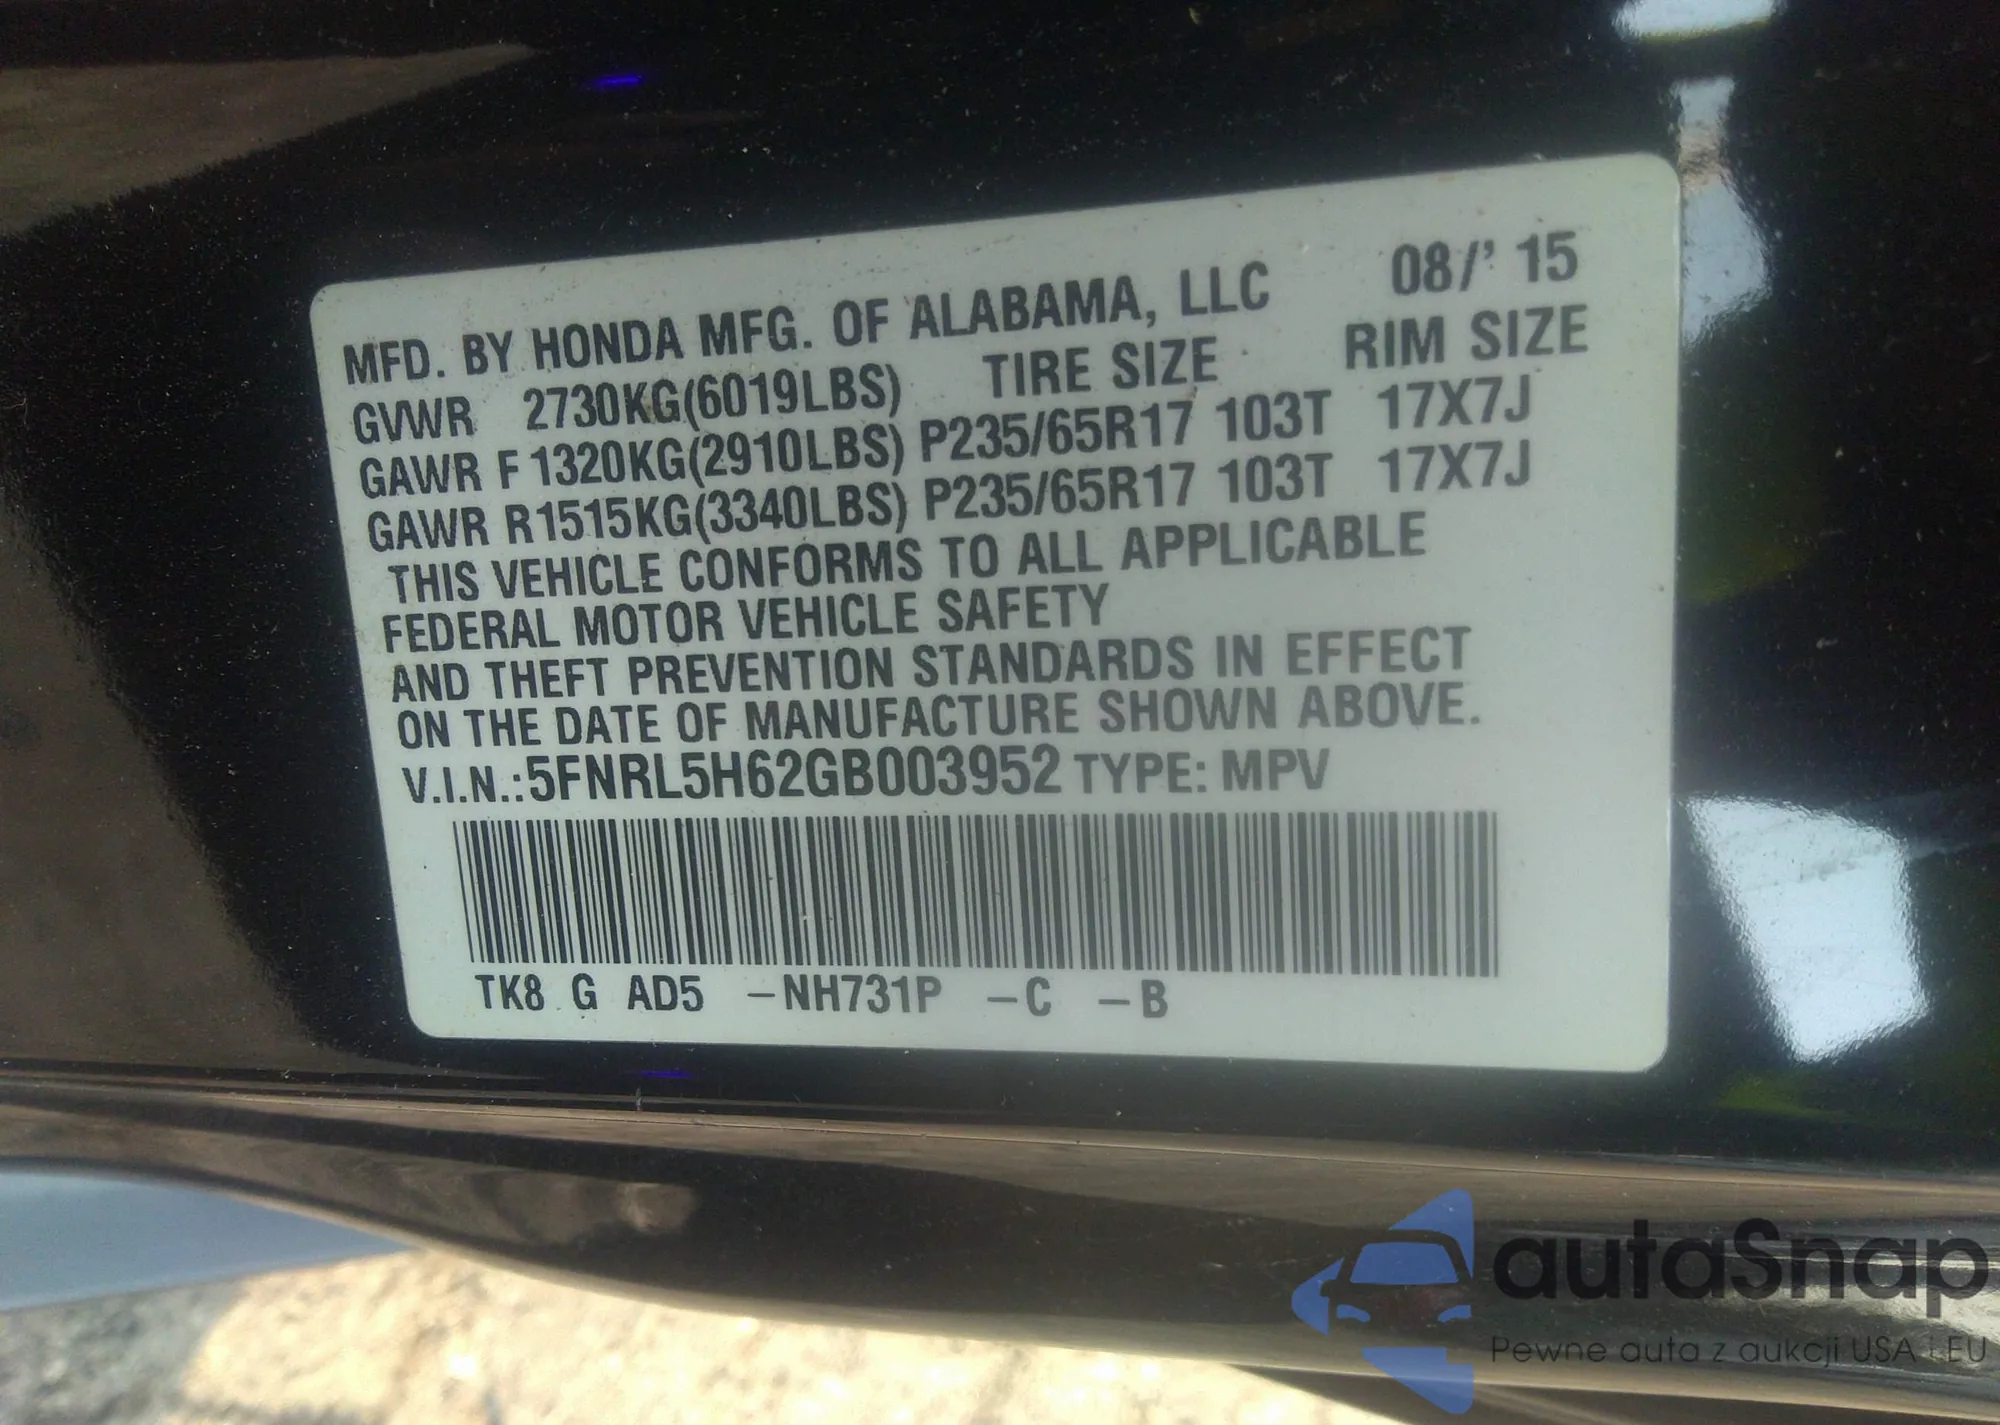 MFD. BY HONDA MFG. OF ALABAMA, LLC 08/' 15
GVWR 2730KG(6019LBS) TIRE SIZE RIM SIZE
GAWR F 1320KG(2910LBS) P235/65R17 103T 17X7J
GAWR R1515KG(3340LBS) P235/65R17 103T 17X7J
THIS VEHICLE CONFORMS TO ALL APPLICABLE
FEDERAL MOTOR VEHICLE SAFETY
AND THEFT PREVENTION STANDARDS IN EFFECT
ON THE DATE OF MANUFACTURE SHOWN ABOVE.
V.I.N.:5FNRL5H62GB003952 TYPE: MPV
TK8 G AD5 –NH731P –C –B
autaSnap
Pewne auta z aukcji USA i EU